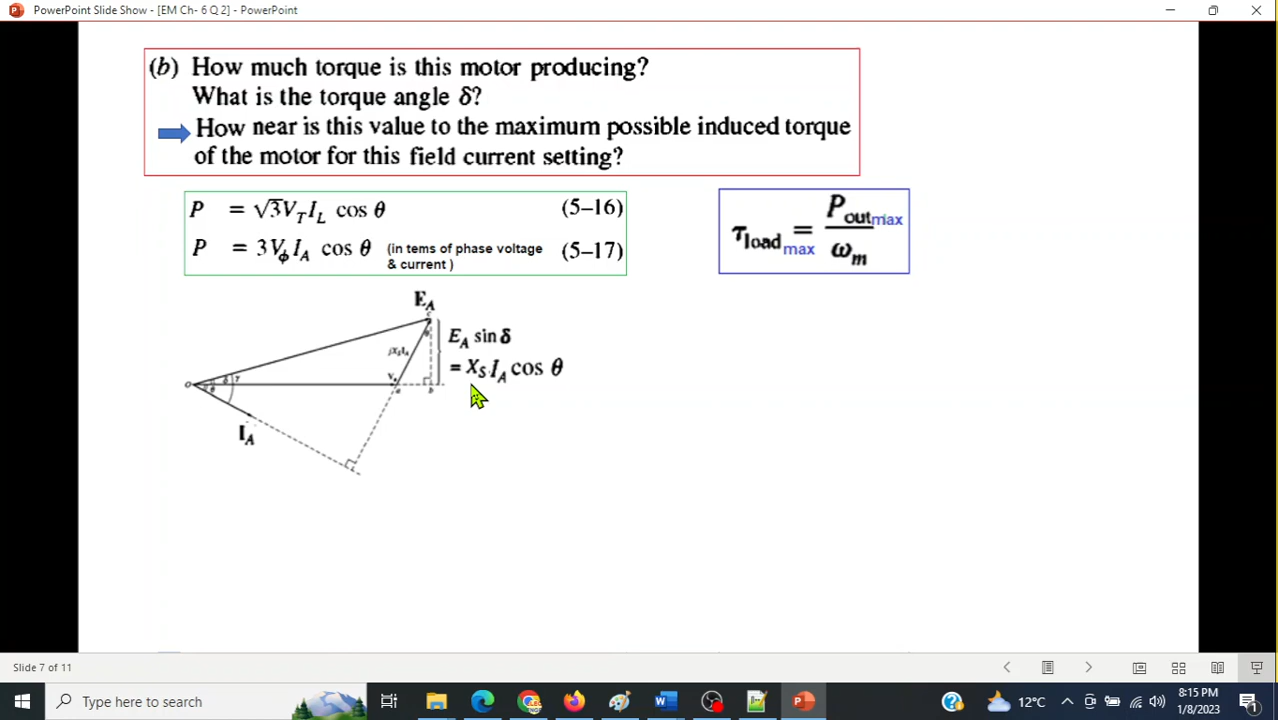 PowerPoint Slide Show - [EM Ch- 6 Q 2] - PowerPoint
(b) How much torque is this motor producing?
What is the torque angle δ?
How near is this value to the maximum possible induced torque
of the motor for this field current setting?
P = √3V_T I_L cos θ (5–16)
P = 3V_ϕ I_A cos θ (in tems of phase voltage & current ) (5–17)
τ_load max = P_out max / ω_m
E_A
c
θ
E_A sin δ
= X_S I_A cos θ
jX_S I_A
O
δ
γ
θ
V_ϕ
a
b
I_A
Slide 7 of 11
Type here to search
12°C
8:15 PM
1/8/2023
1